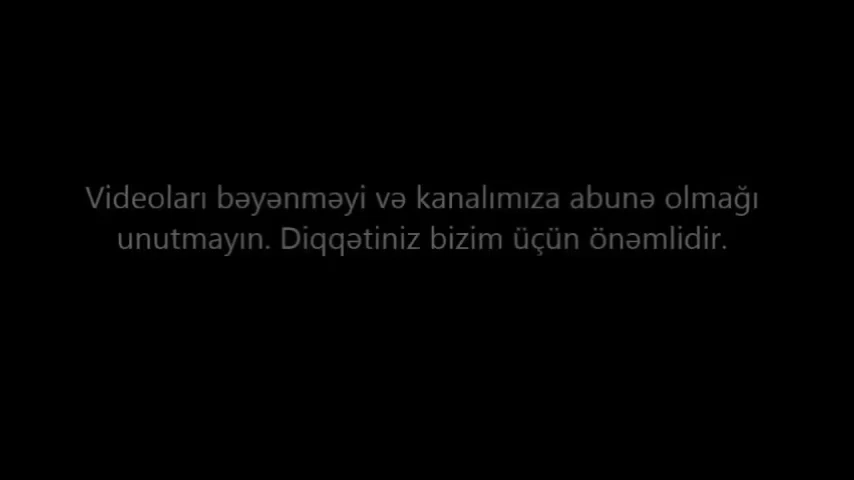 Videoları bəyənməyi və kanalımıza abunə olmağı
unutmayın. Diqqətiniz bizim üçün önəmlidir.